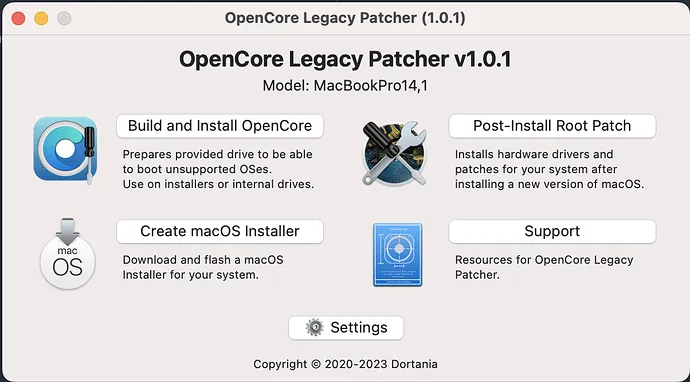 OpenCore Legacy Patcher (1.0.1)
OpenCore Legacy Patcher v1.0.1
Model: MacBookPro14,1
Build and Install OpenCore
Prepares provided drive to be able
to boot unsupported OSes.
Use on installers or internal drives.
Post-Install Root Patch
Installs hardware drivers and
patches for your system after
installing a new version of macOS.
mac
OS
Create macOS Installer
Download and flash a macOS
Installer for your system.
Support
Resources for OpenCore Legacy
Patcher.
Settings
Copyright © 2020-2023 Dortania